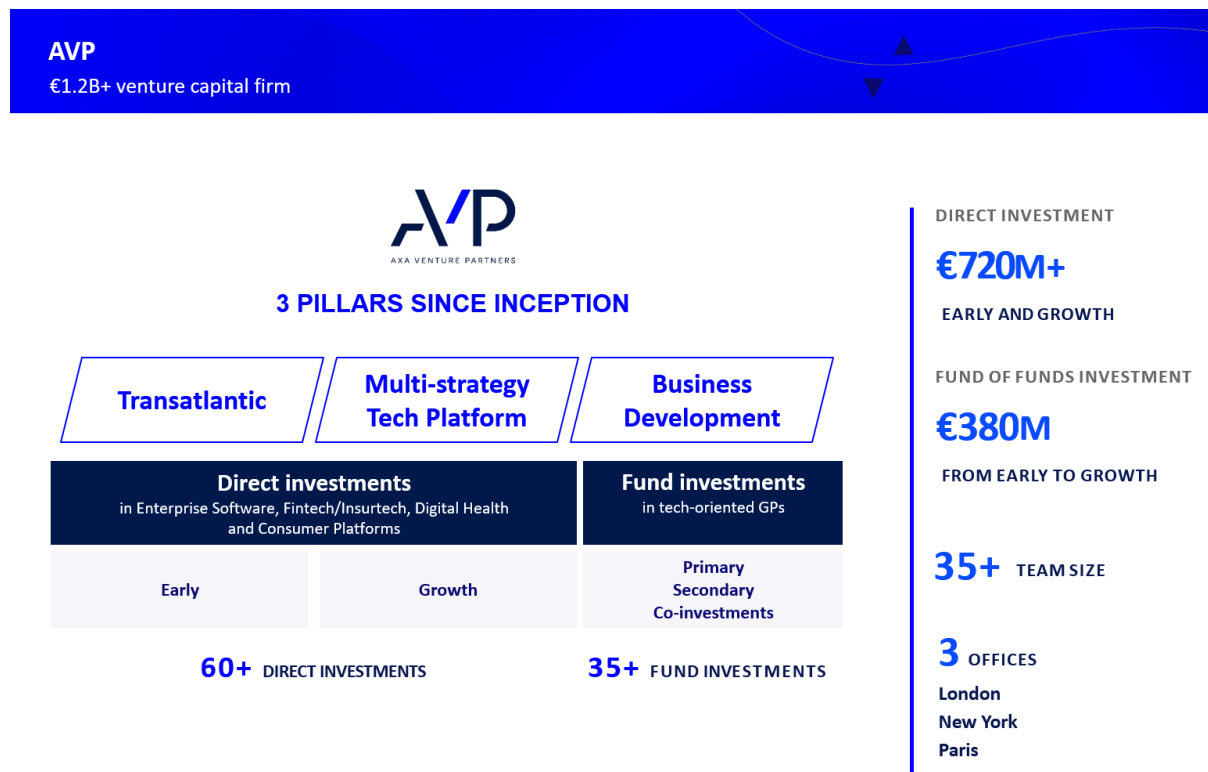 AVP
€1.2B+ venture capital firm
AVP
AXA VENTURE PARTNERS
3 PILLARS SINCE INCEPTION
Transatlantic
Multi-strategy
Tech Platform
Business
Development
Direct investments
in Enterprise Software, Fintech/Insurtech, Digital Health
and Consumer Platforms
Fund investments
in tech-oriented GPs
Early
Growth
Primary
Secondary
Co-investments
60+ DIRECT INVESTMENTS
35+ FUND INVESTMENTS
DIRECT INVESTMENT
€720M+
EARLY AND GROWTH
FUND OF FUNDS INVESTMENT
€380M
FROM EARLY TO GROWTH
35+ TEAM SIZE
3 OFFICES
London
New York
Paris